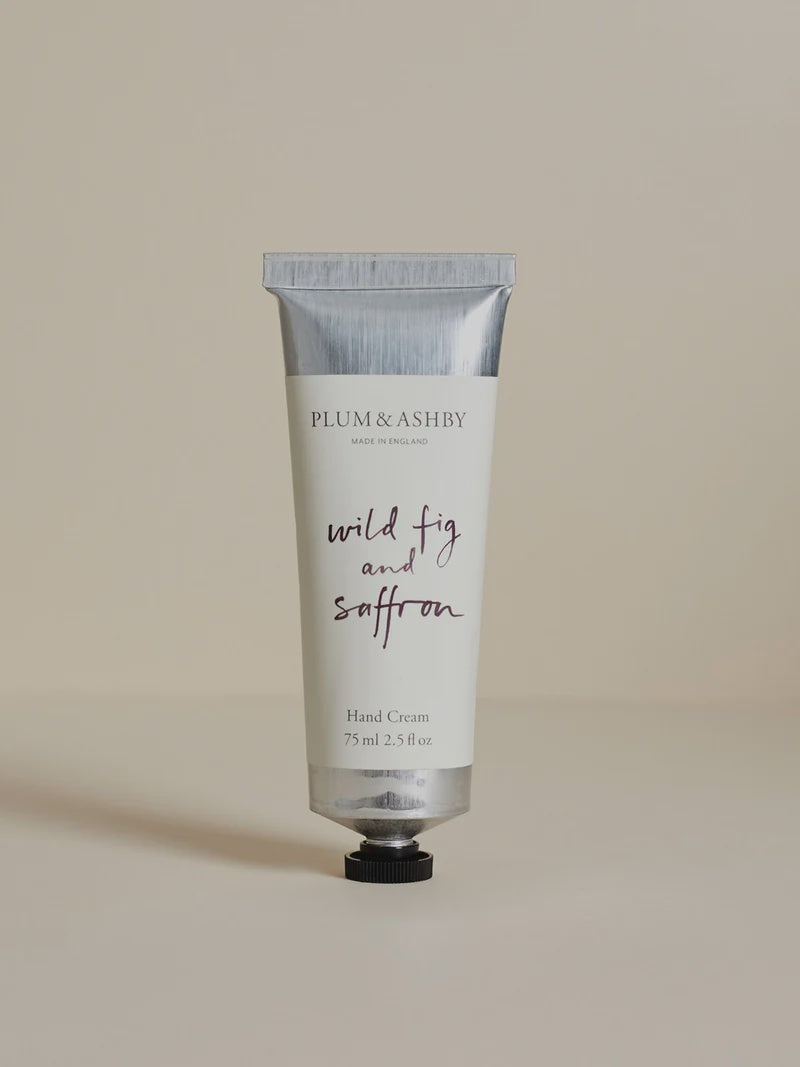 PLUM & ASHBY
MADE IN ENGLAND
wild fig
and
saffron
Hand Cream
75 ml 2.5 fl oz